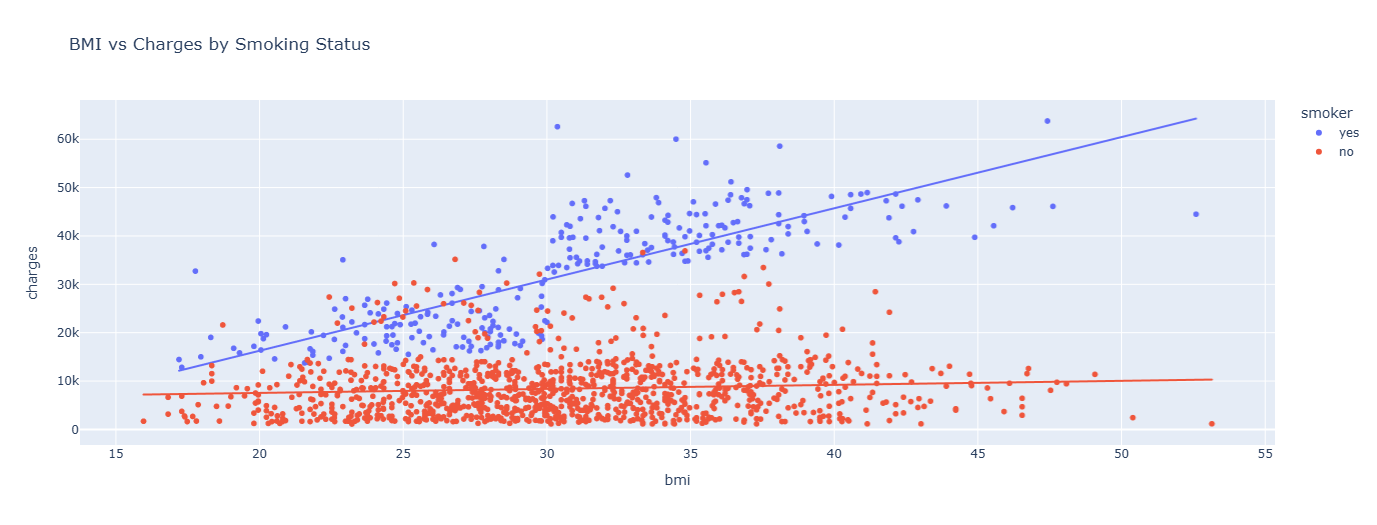 BMI vs Charges by Smoking Status
smoker
yes
no
60k
50k
40k
30k
20k
10k
0
charges
15 20 25 30 35 40 45 50 55
bmi